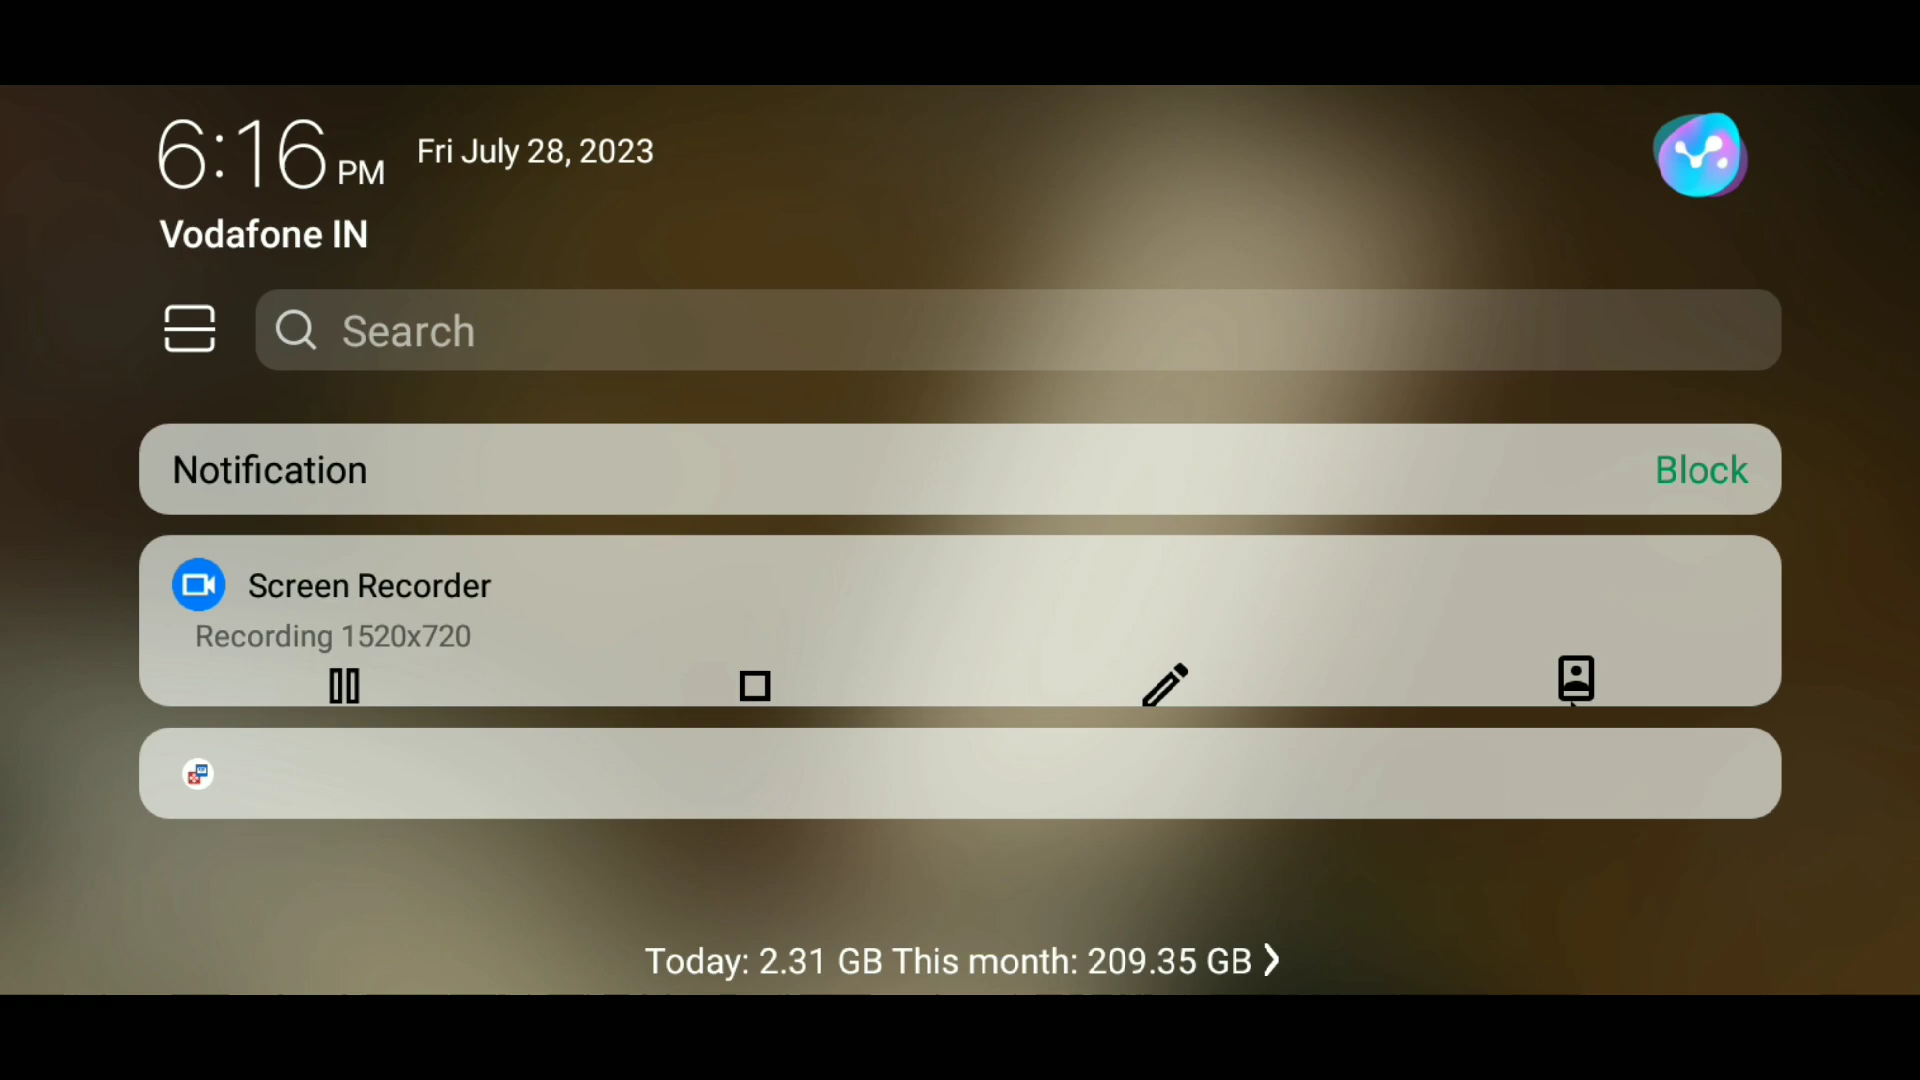 6:16 PM Fri July 28, 2023
Vodafone IN
Search
Notification Block
Screen Recorder
Recording 1520x720
Today: 2.31 GB This month: 209.35 GB